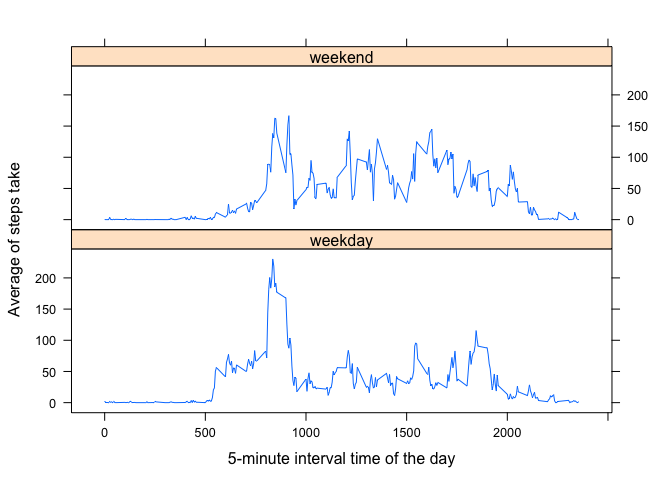 weekend
200
150
100
50
0
Average of steps take
weekday
200
150
100
50
0
0 500 1000 1500 2000
5-minute interval time of the day